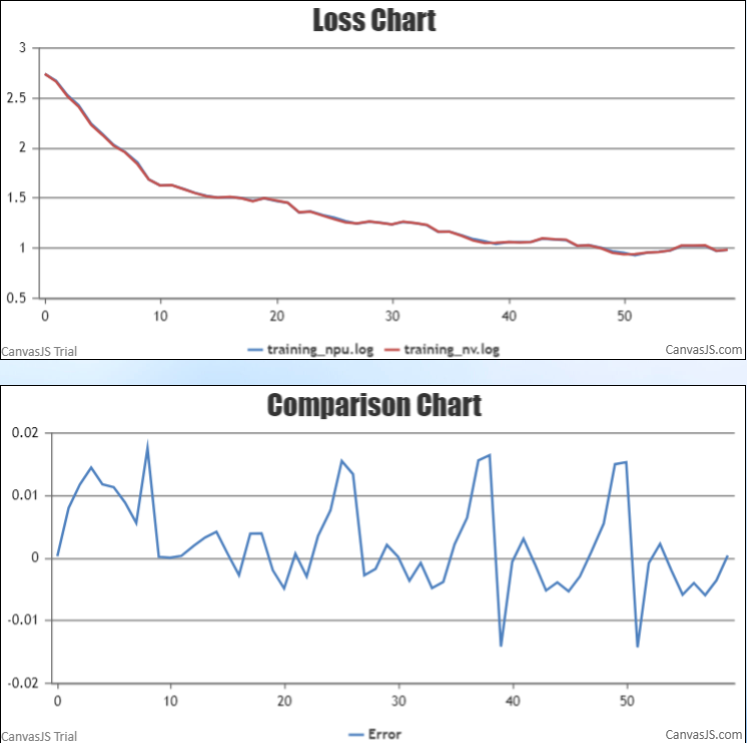 Loss Chart
3
2.5
2
1.5
1
0.5
0 10 20 30 40 50
training_npu.log training_nv.log
CanvasJS Trial CanvasJS.com
Comparison Chart
0.02
0.01
0
-0.01
-0.02
0 10 20 30 40 50
Error
CanvasJS Trial CanvasJS.com